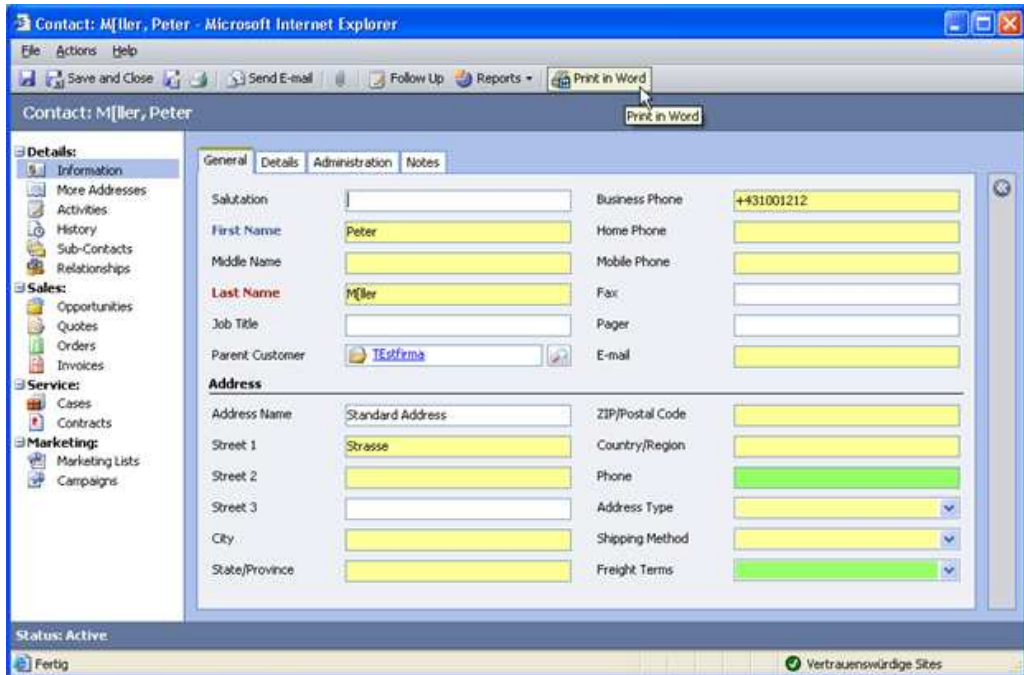 Contact: M[ller, Peter - Microsoft Internet Explorer
File Actions Help
Save and Close Send E-mail Follow Up Reports Print in Word
Contact: M[ller, Peter
Print in Word
Details:
Information
More Addresses
Activities
History
Sub-Contacts
Relationships
Sales:
Opportunities
Quotes
Orders
Invoices
Service:
Cases
Contracts
Marketing:
Marketing Lists
Campaigns
General Details Administration Notes
Salutation Business Phone +431001212
First Name Peter Home Phone
Middle Name Mobile Phone
Last Name M[ller Fax
Job Title Pager
Parent Customer TEstfirma E-mail
Address
Address Name Standard Address ZIP/Postal Code
Street 1 Strasse Country/Region
Street 2 Phone
Street 3 Address Type
City Shipping Method
State/Province Freight Terms
Status: Active
Fertig Vertrauenswürdige Sites